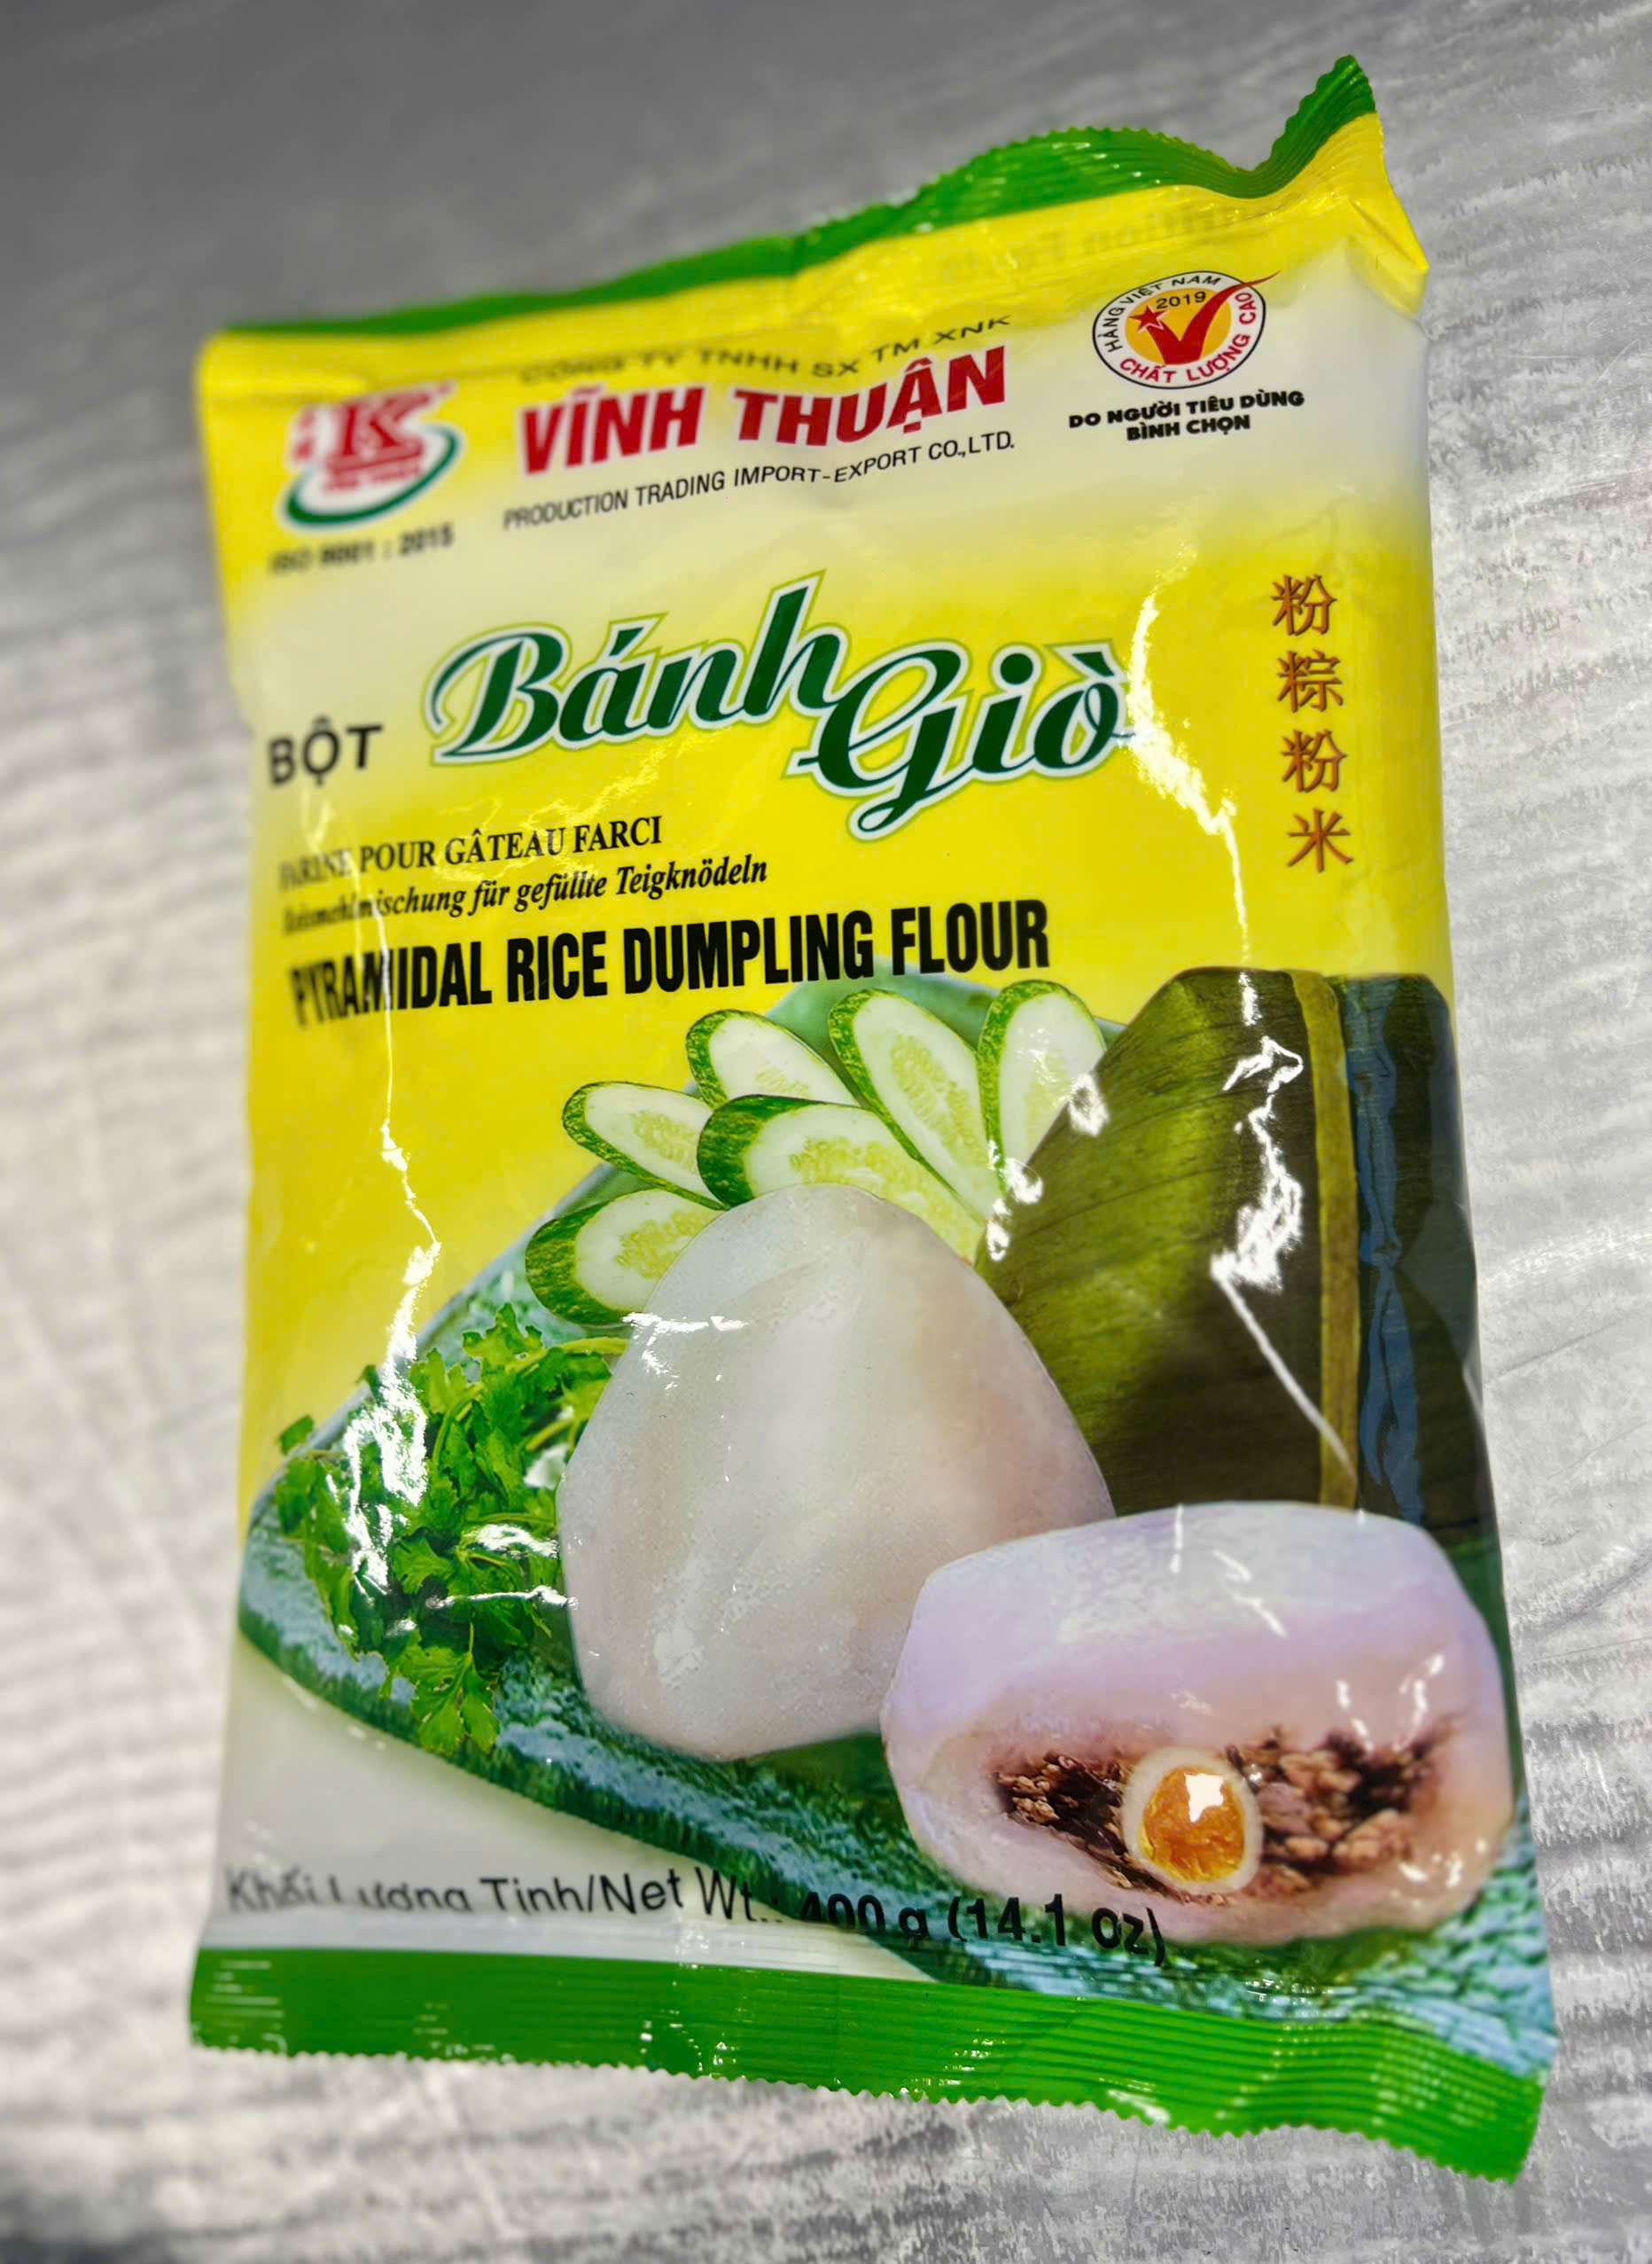 CÔNG TY TNHH SX TM XNK
VĨNH THUẬN
PRODUCTION TRADING IMPORT-EXPORT CO.,LTD.
K
ISO 9001 : 2015
HÀNG VIỆT NAM
2019
CHẤT LƯỢNG CAO
DO NGƯỜI TIÊU DÙNG
BÌNH CHỌN
BỘT
Bánh Giò
粉粽粉米
FARINE POUR GÂTEAU FARCI
für gefüllte Teigknödeln
PYRAMIDAL RICE DUMPLING FLOUR
Khối Lượng Tịnh/Net Wt.: 400 g (14.1 oz)